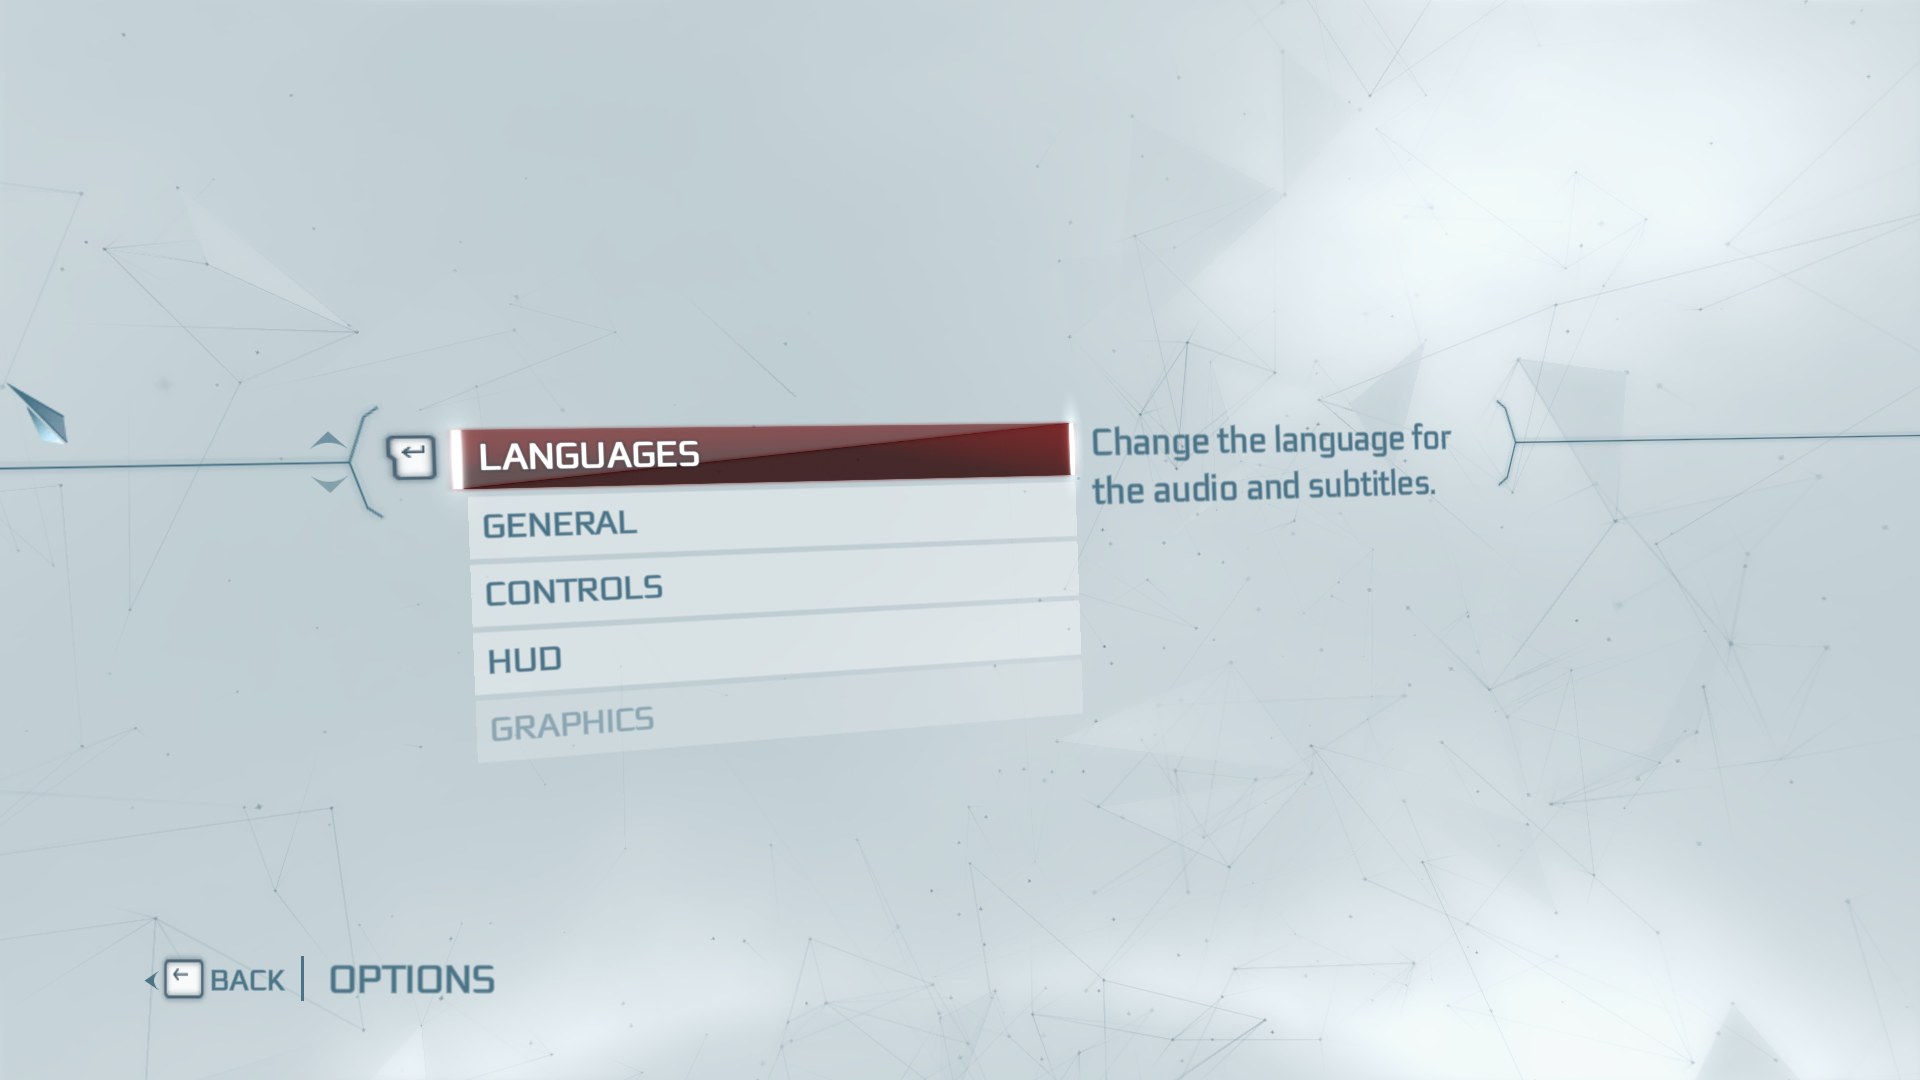 LANGUAGES
Change the language for
the audio and subtitles.
GENERAL
CONTROLS
HUD
GRAPHICS
BACK
OPTIONS